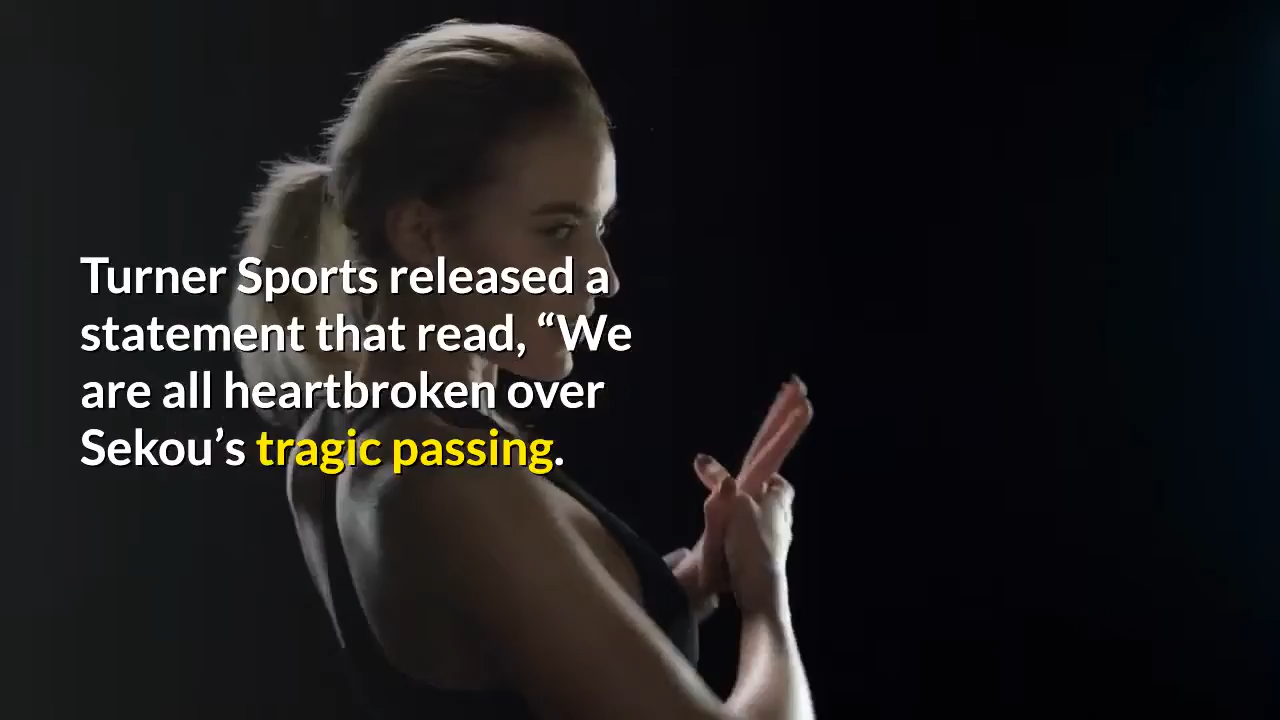 Turner Sports released a
statement that read, “We
are all heartbroken over
Sekou’s tragic passing.